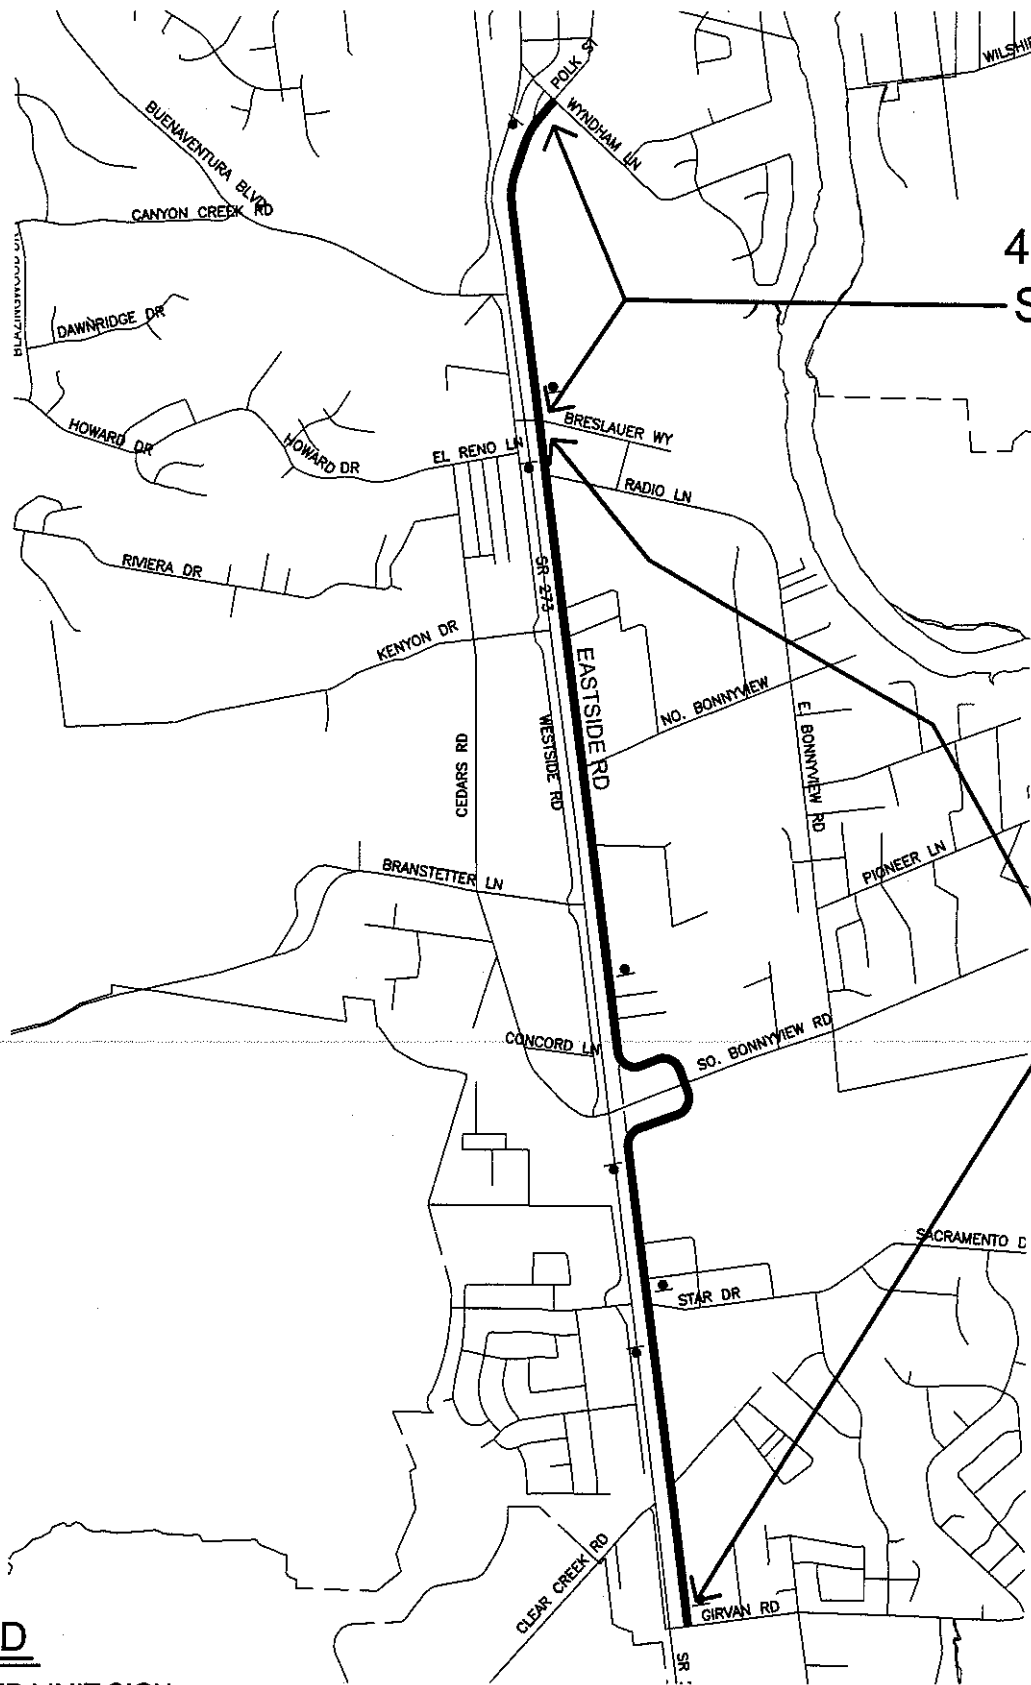 POLK ST
WILSHIR
WYNDHAM LN
BUENAVENTURA BLVD
CANYON CREEK RD
4
S
BLAZINGWOOD DR
DAWNRIDGE DR
HOWARD DR
HOWARD DR
EL RENO LN
BRESLAUER WY
RADIO LN
RIVIERA DR
SR 273
KENYON DR
EASTSIDE RD
NO. BONNYVIEW
WESTSIDE RD
E. BONNYVIEW RD
CEDARS RD
BRANSTETTER LN
PIONEER LN
CONCORD LN
SO. BONNYVIEW RD
SACRAMENTO D
STAR DR
CLEAR CREEK RD
GIRVAN RD
SR
D